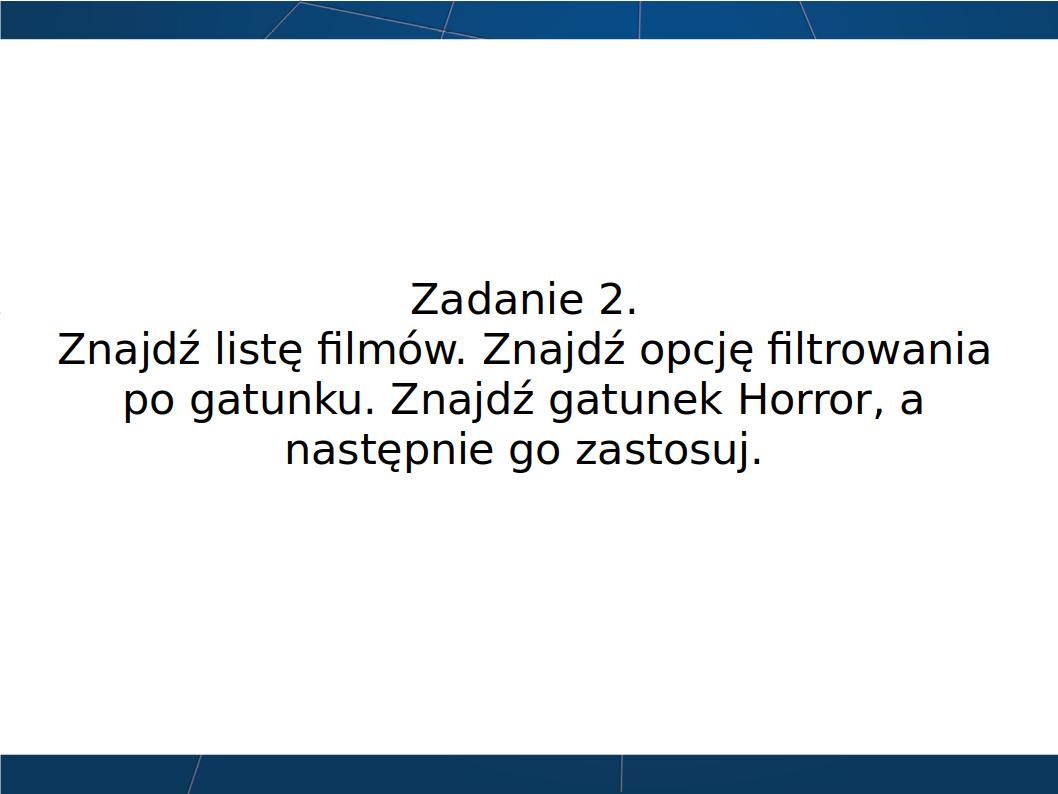 Zadanie 2.
Znajdź listę filmów. Znajdź opcję filtrowania
po gatunku. Znajdź gatunek Horror, a
następnie go zastosuj.